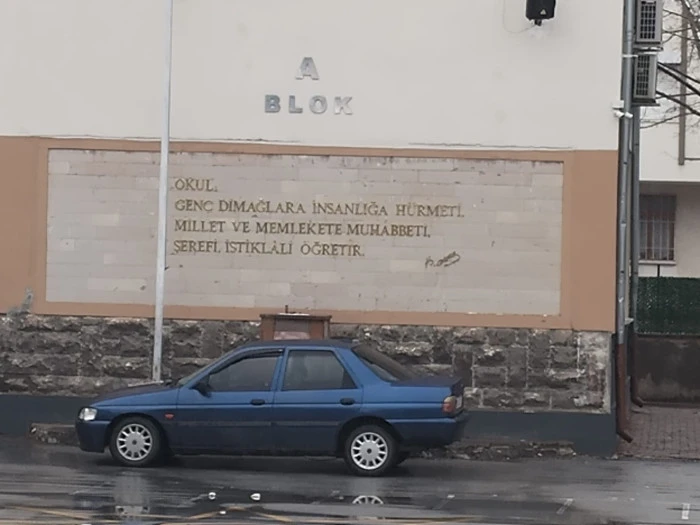 A
BLOK
OKUL,
GENÇ DİMAĞLARA İNSANLIĞA HÜRMETİ,
MİLLET VE MEMLEKETE MUHABBETİ,
ŞEREFİ, İSTİKLÂLİ ÖĞRETİR.